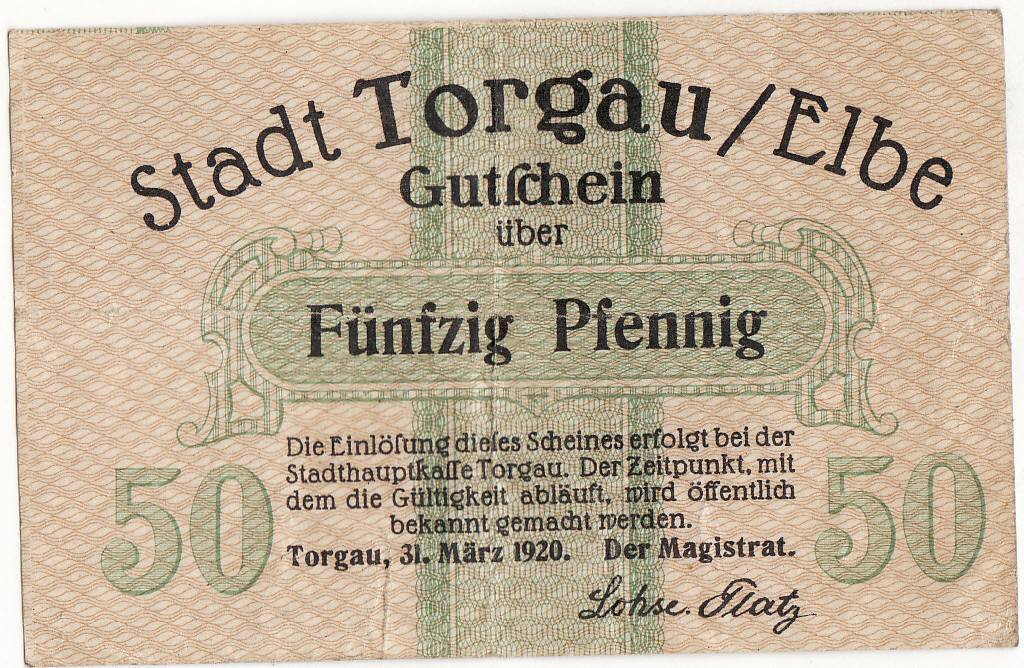 Stadt Torgau/Elbe
Gutſchein
über
Fünfzig Pfennig
Die Einlöſung dieſes Scheines erfolgt bei der
Stadthauptkaſſe Torgau. Der Zeitpunkt, mit
dem die Gültigkeit abläuft, wird öffentlich
bekannt gemacht werden.
50 50
Torgau, 31. März 1920. Der Magistrat.
Lohse. Platz